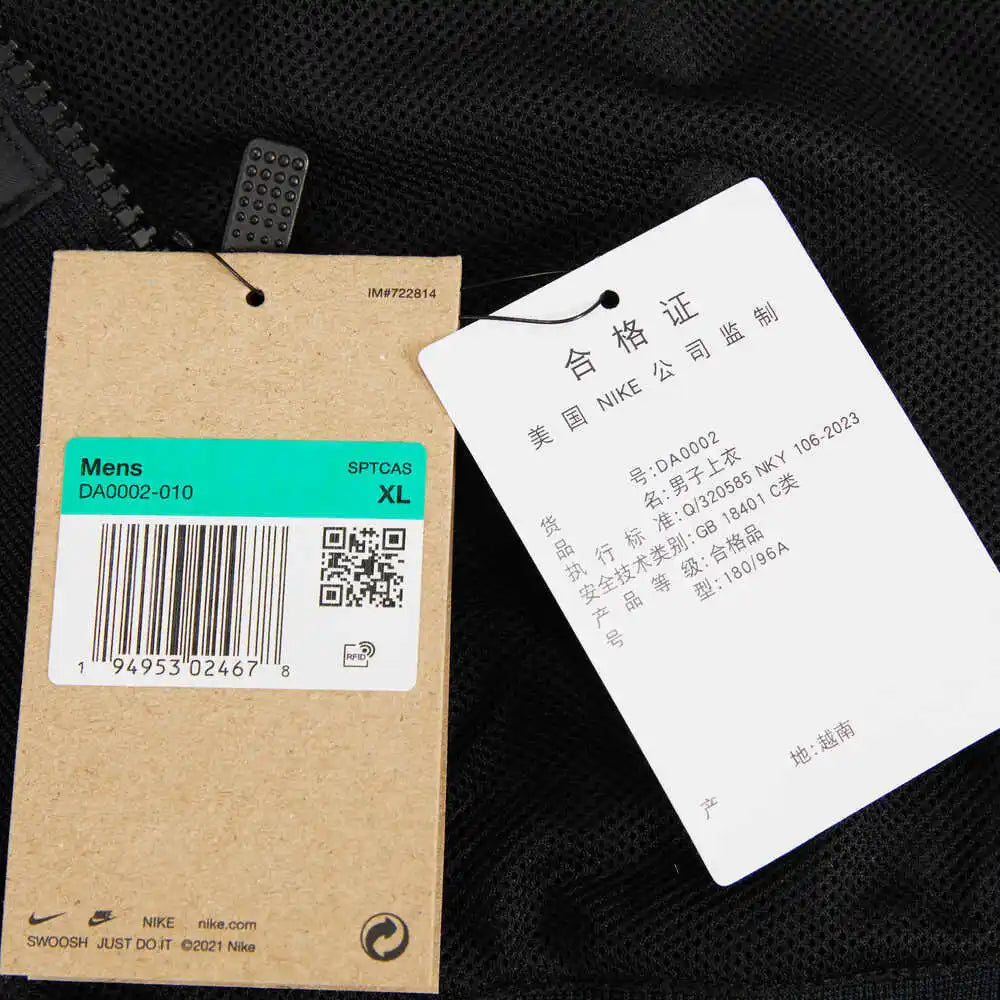 IM#722814
Mens
SPTCAS
DA0002-010
XL
1 94953 02467 8
RFID
NIKE nike.com
SWOOSH JUST DO IT ©2021 Nike
合格证
美国 NIKE 公司监制
货号:DA0002
品名:男子上衣
执行标准:Q/320585 NKY 106-2023
安全技术类别:GB 18401 C类
产品等级:合格品
号型:180/96A
产地:越南